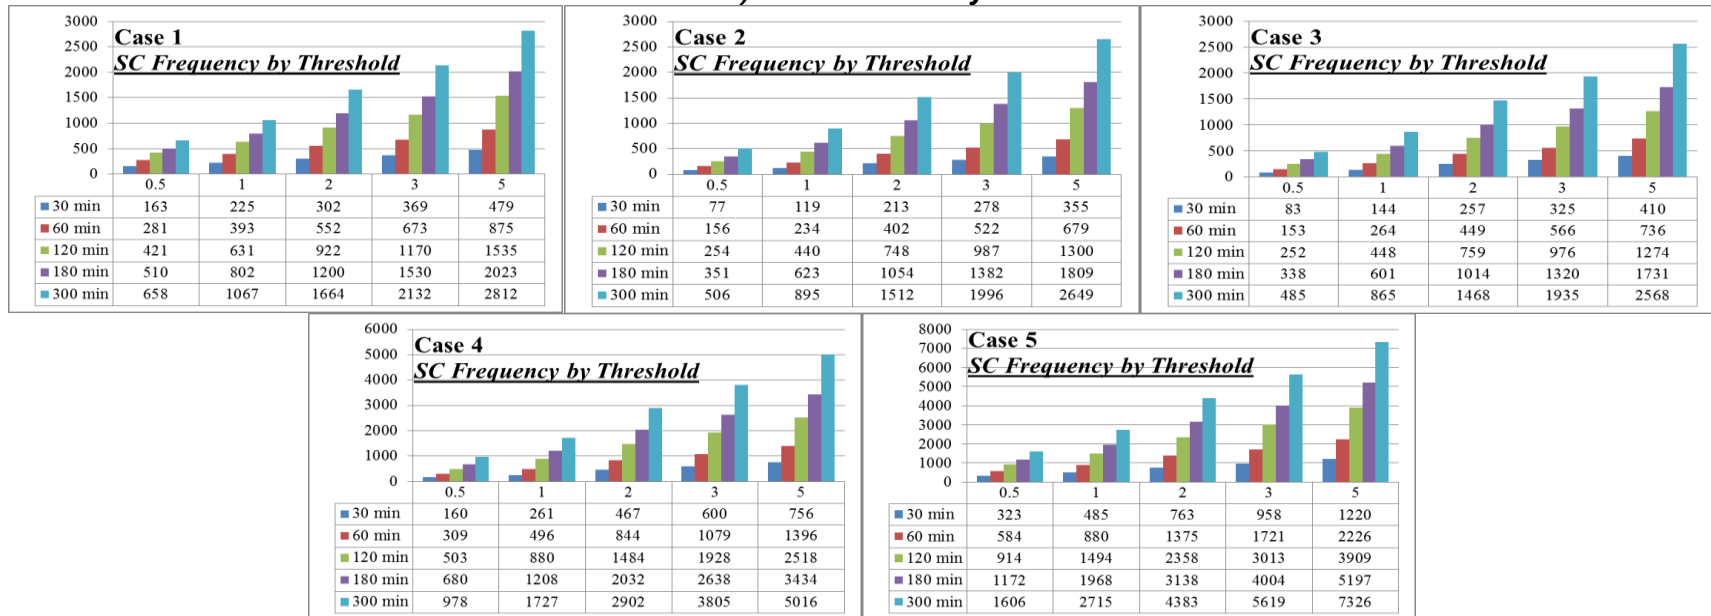 Case 1
SC Frequency by Threshold
3000
2500
2000
1500
1000
500
0
0.5 1 2 3 5
30 min 163 225 302 369 479
60 min 281 393 552 673 875
120 min 421 631 922 1170 1535
180 min 510 802 1200 1530 2023
300 min 658 1067 1664 2132 2812
Case 2
SC Frequency by Threshold
3000
2500
2000
1500
1000
500
0
0.5 1 2 3 5
30 min 77 119 213 278 355
60 min 156 234 402 522 679
120 min 254 440 748 987 1300
180 min 351 623 1054 1382 1809
300 min 506 895 1512 1996 2649
Case 3
SC Frequency by Threshold
3000
2500
2000
1500
1000
500
0
0.5 1 2 3 5
30 min 83 144 257 325 410
60 min 153 264 449 566 736
120 min 252 448 759 976 1274
180 min 338 601 1014 1320 1731
300 min 485 865 1468 1935 2568
Case 4
SC Frequency by Threshold
6000
5000
4000
3000
2000
1000
0
0.5 1 2 3 5
30 min 160 261 467 600 756
60 min 309 496 844 1079 1396
120 min 503 880 1484 1928 2518
180 min 680 1208 2032 2638 3434
300 min 978 1727 2902 3805 5016
Case 5
SC Frequency by Threshold
8000
7000
6000
5000
4000
3000
2000
1000
0
0.5 1 2 3 5
30 min 323 485 763 958 1220
60 min 584 880 1375 1721 2226
120 min 914 1494 2358 3013 3909
180 min 1172 1968 3138 4004 5197
300 min 1606 2715 4383 5619 7326